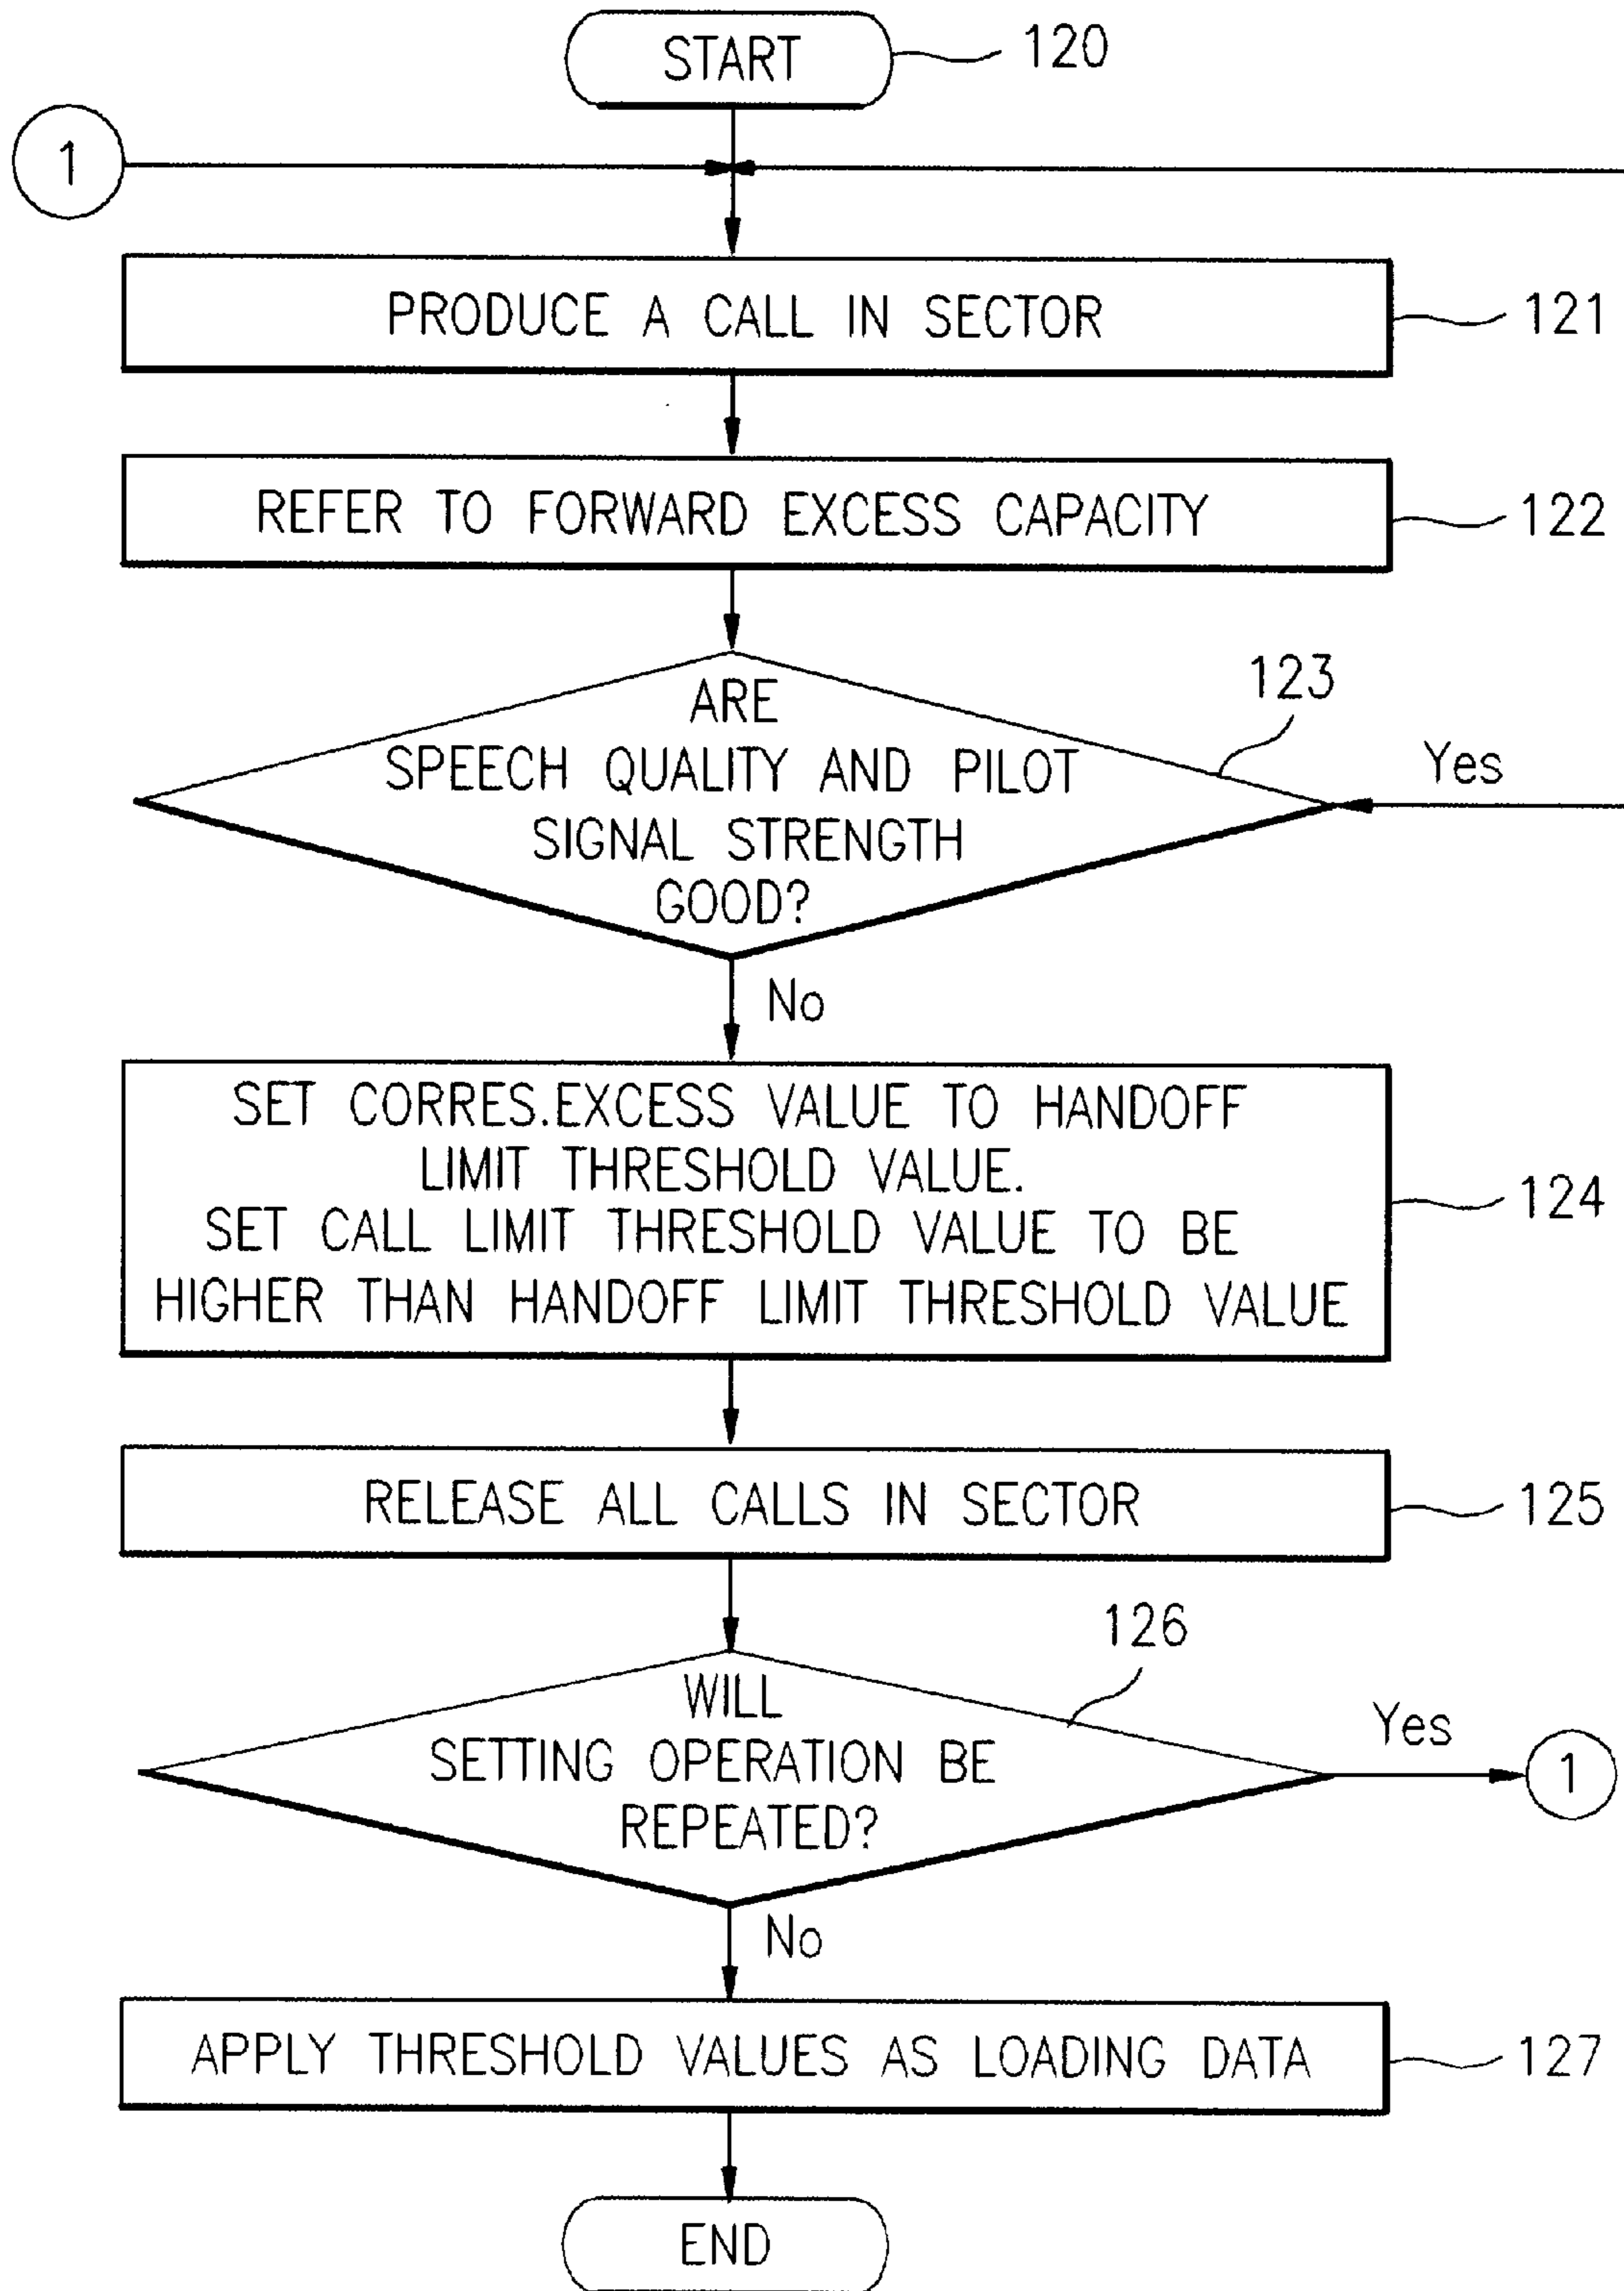 START
120
1
PRODUCE A CALL IN SECTOR
121
REFER TO FORWARD EXCESS CAPACITY
122
ARE
SPEECH QUALITY AND PILOT
SIGNAL STRENGTH
GOOD?
123
Yes
No
SET CORRES.EXCESS VALUE TO HANDOFF
LIMIT THRESHOLD VALUE.
SET CALL LIMIT THRESHOLD VALUE TO BE
HIGHER THAN HANDOFF LIMIT THRESHOLD VALUE
124
RELEASE ALL CALLS IN SECTOR
125
WILL
SETTING OPERATION BE
REPEATED?
126
Yes
1
No
APPLY THRESHOLD VALUES AS LOADING DATA
127
END